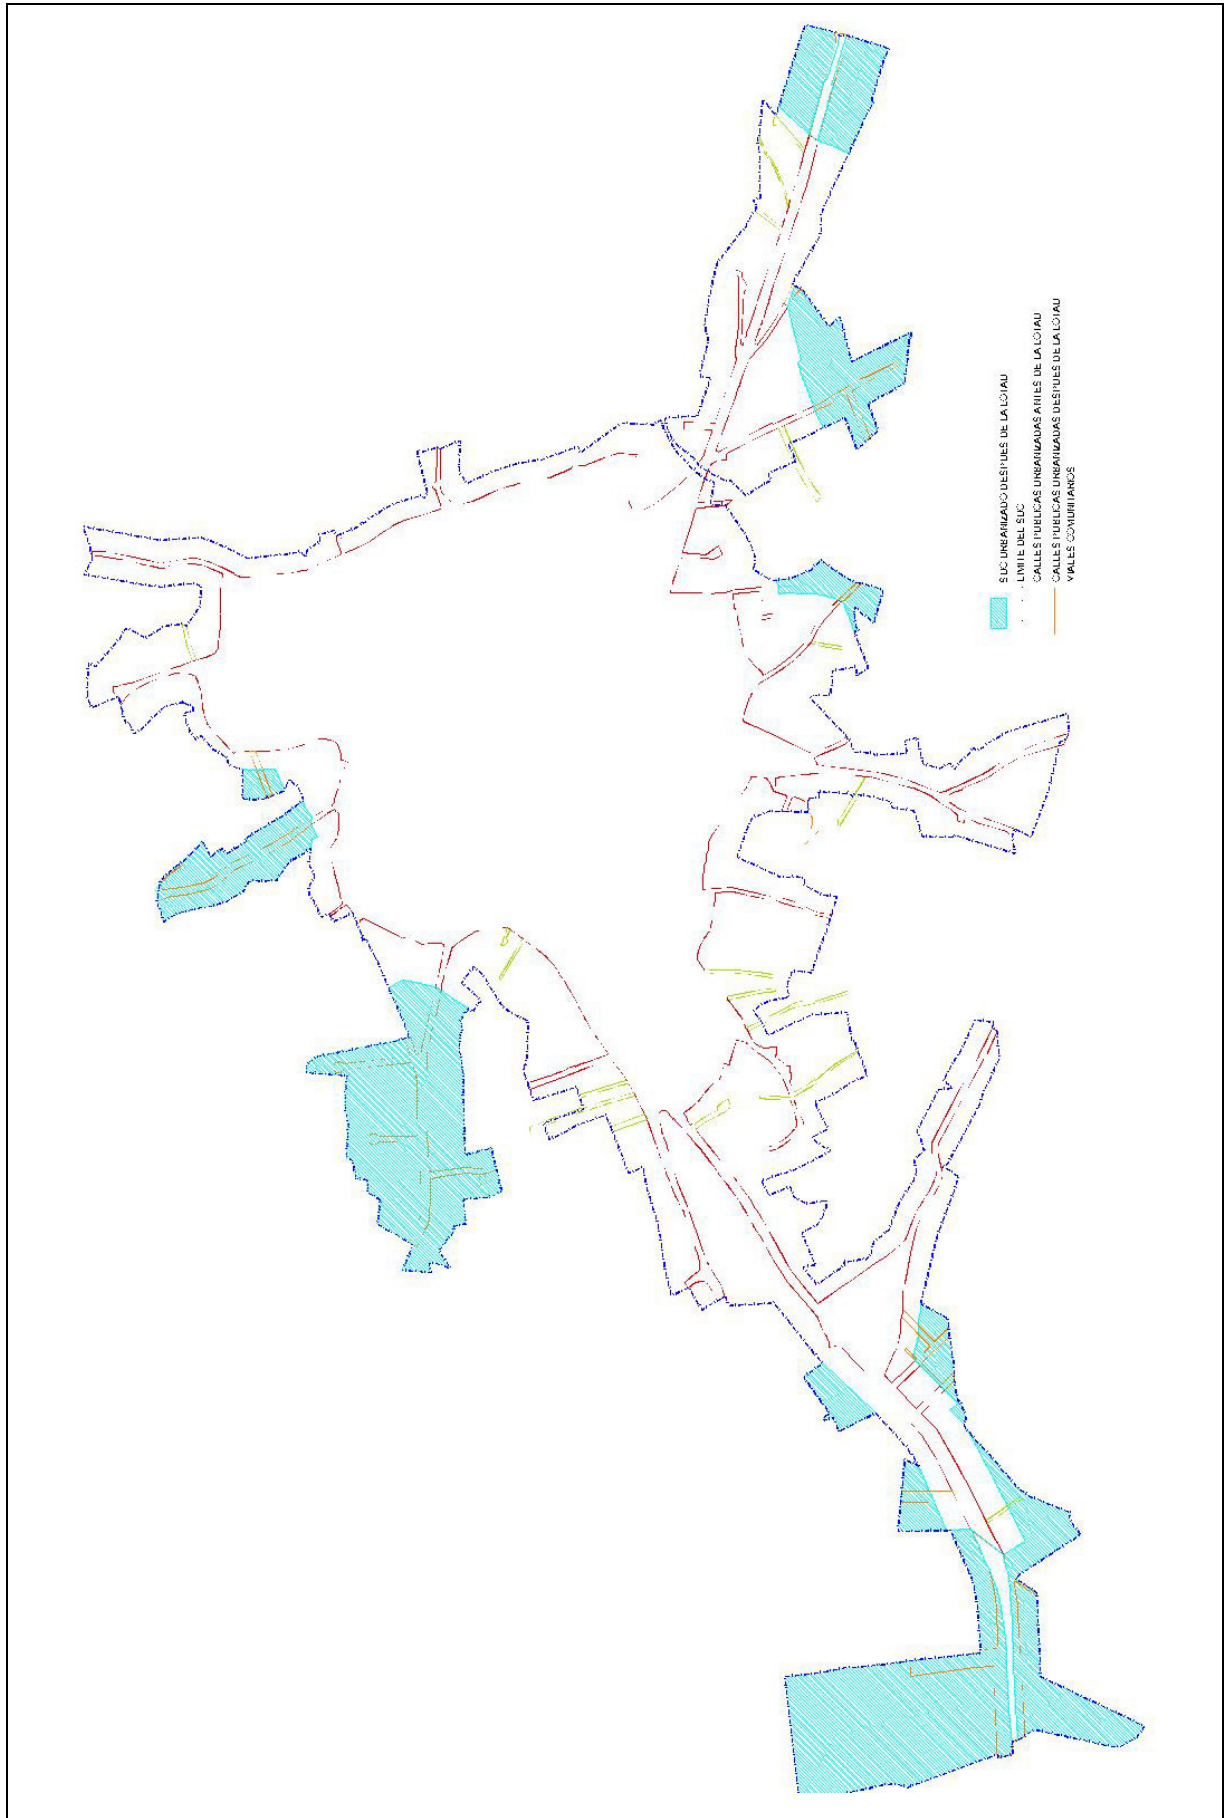 SUC URBANIZADO DESPUES DE LA LOTAU
LIMITE DEL SUC
CALLES PUBLICAS URBANIZADAS ANTES DE LA LOTAU
CALLES PUBLICAS URBANIZADAS DESPUES DE LA LOTAU
VIALES COMUNITARIOS